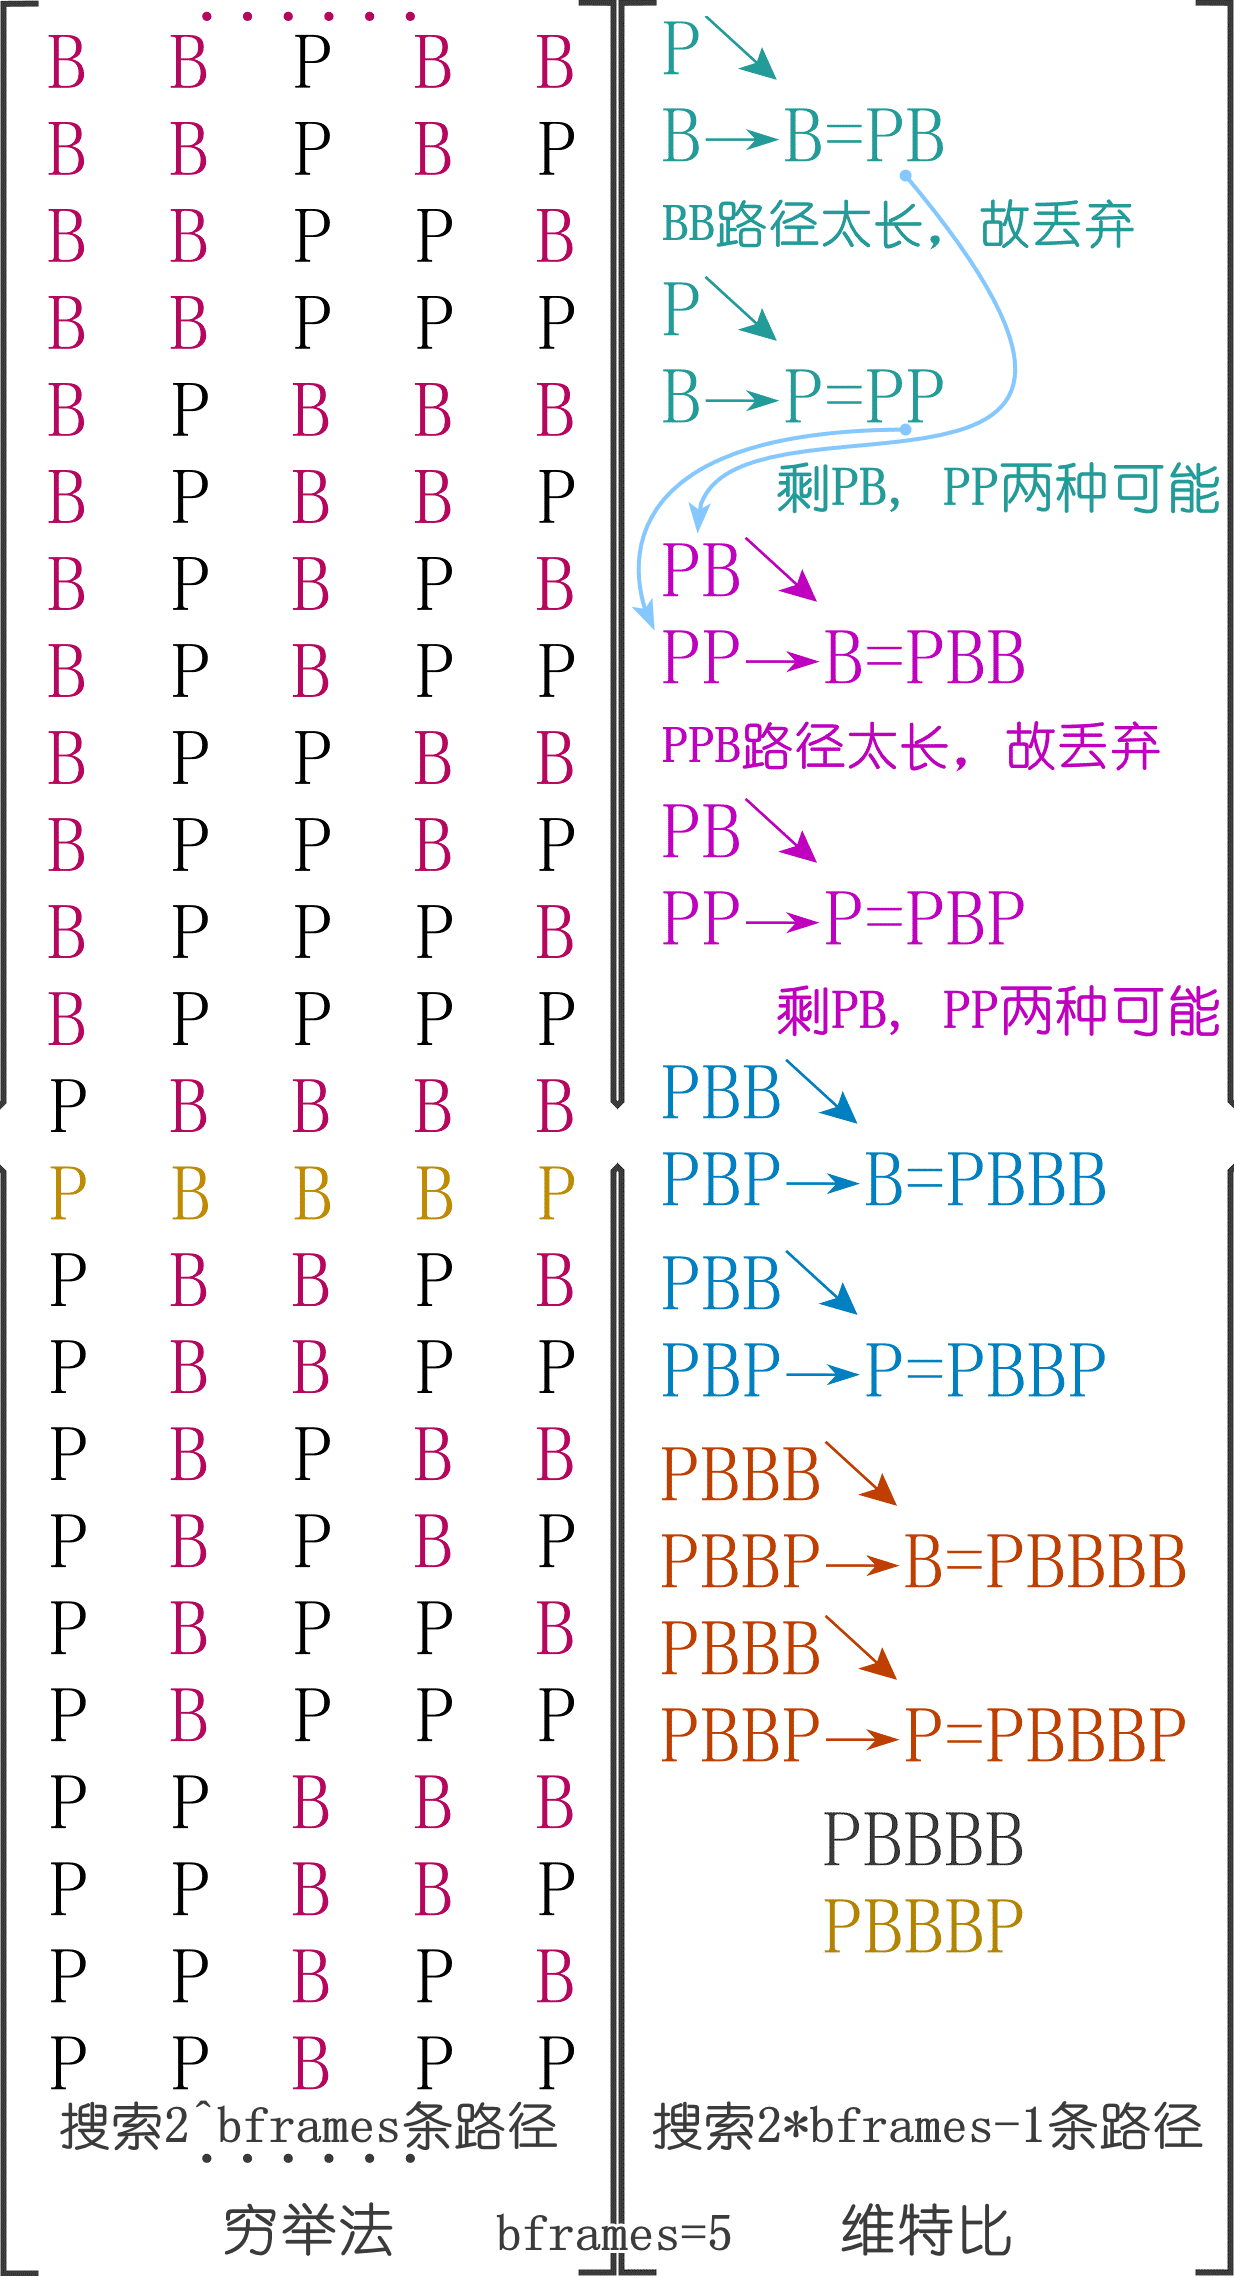 B B P B B
B B P B P
B B P P B
B B P P P
B P B B B
B P B B P
B P B P B
B P B P P
B P P B B
B P P B P
B P P P B
B P P P P
P B B B B
P B B B P
P B B P B
P B B P P
P B P B B
P B P B P
P B P P B
P B P P P
P P B B B
P P B B P
P P B P B
P P B P P
搜索2^bframes条路径
穷举法
P
B→B=PB
BB路径太长，故丢弃
P
B→P=PP
剩PB，PP两种可能
PB
PP→B=PBB
PPB路径太长，故丢弃
PB
PP→P=PBP
剩PB，PP两种可能
PBB
PBP→B=PBBB
PBB
PBP→P=PBBP
PBBB
PBBP→B=PBBBB
PBBB
PBBP→P=PBBBP
PBBBB
PBBBP
搜索2*bframes-1条路径
维特比
bframes=5